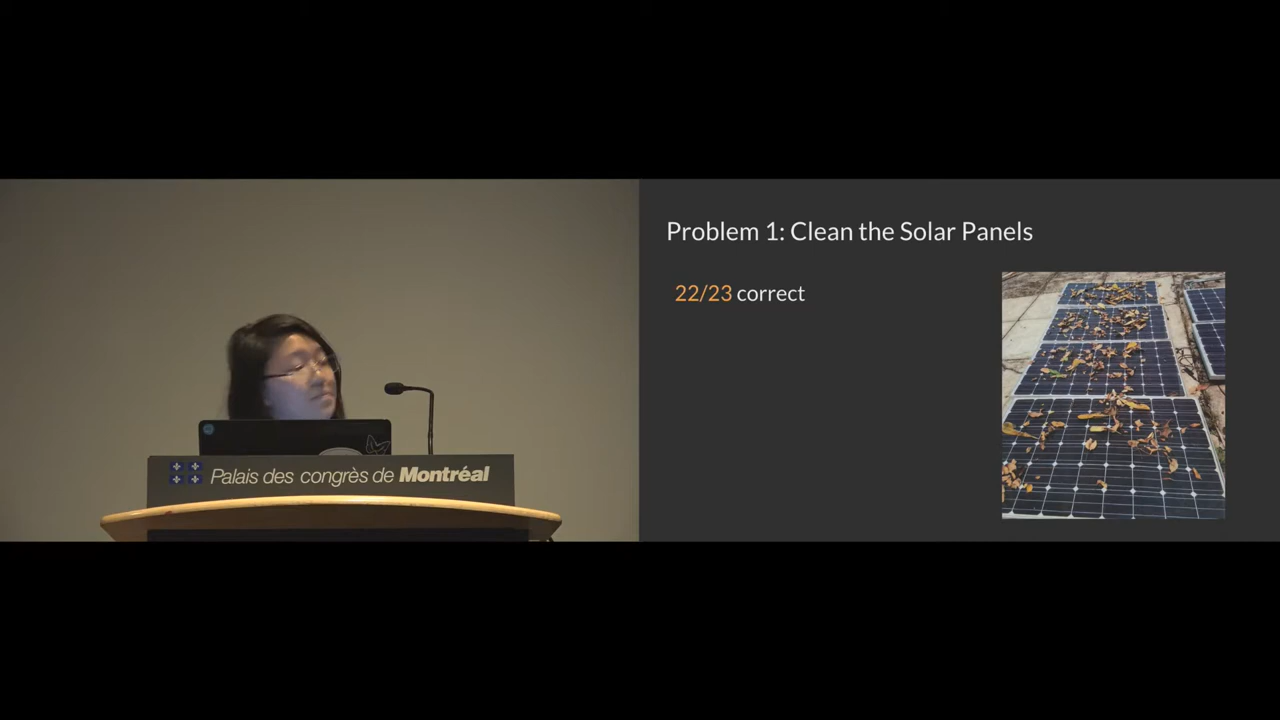 Problem 1: Clean the Solar Panels
22/23 correct
Palais des congrès de Montréal